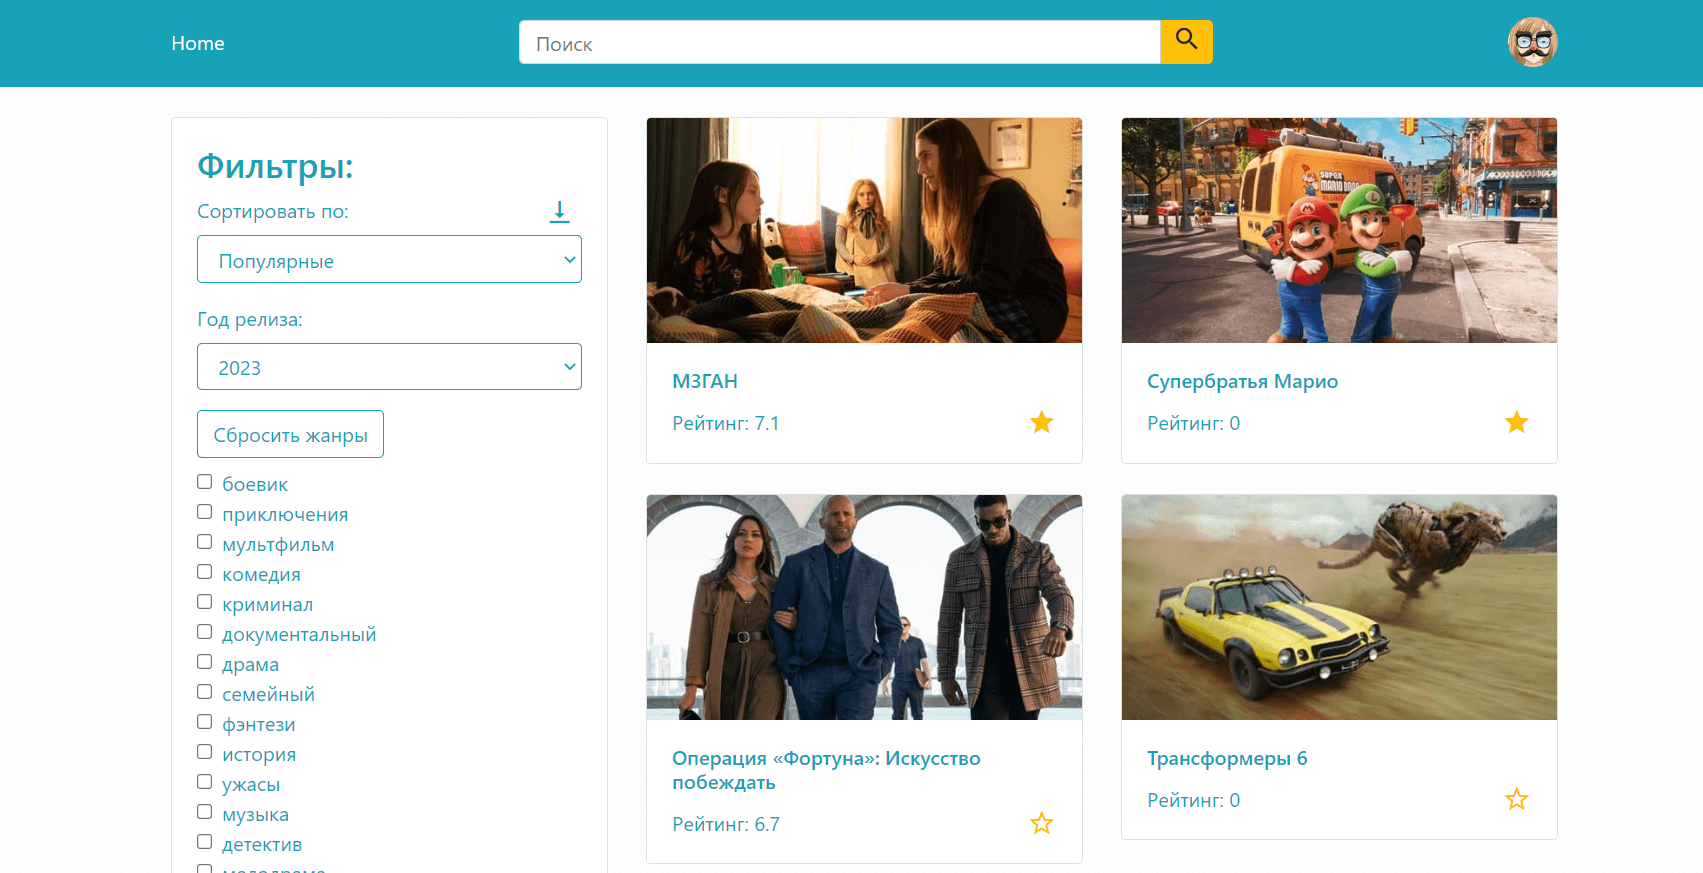 Home
Поиск
Фильтры:
Сортировать по:
Популярные
Год релиза:
2023
Сбросить жанры
боевик
приключения
мультфильм
комедия
криминал
документальный
драма
семейный
фэнтези
история
ужасы
музыка
детектив
мелодрама
М3ГАН
Рейтинг: 7.1
SUPER
MARIO BROS
Супербратья Марио
Рейтинг: 0
Операция «Фортуна»: Искусство
побеждать
Рейтинг: 6.7
Трансформеры 6
Рейтинг: 0